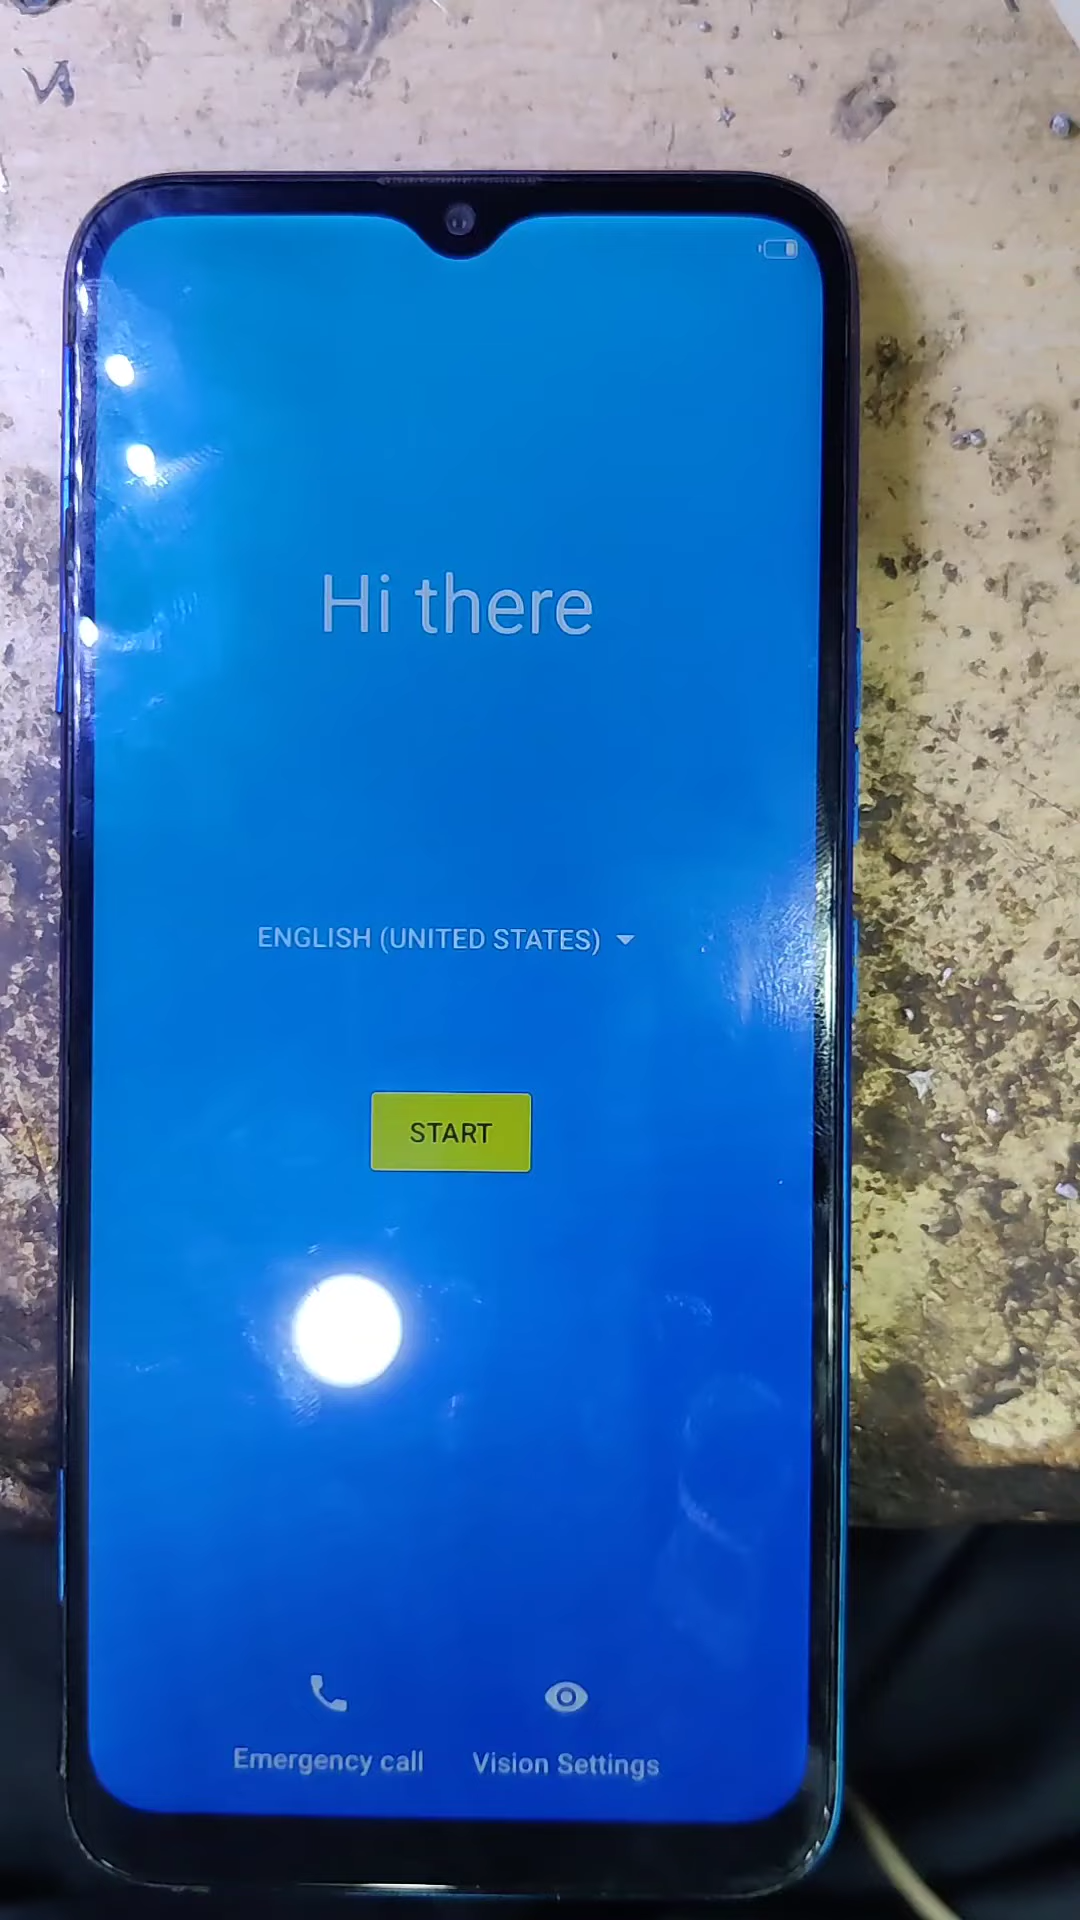 Hi there
ENGLISH (UNITED STATES)
START
Emergency call
Vision Settings